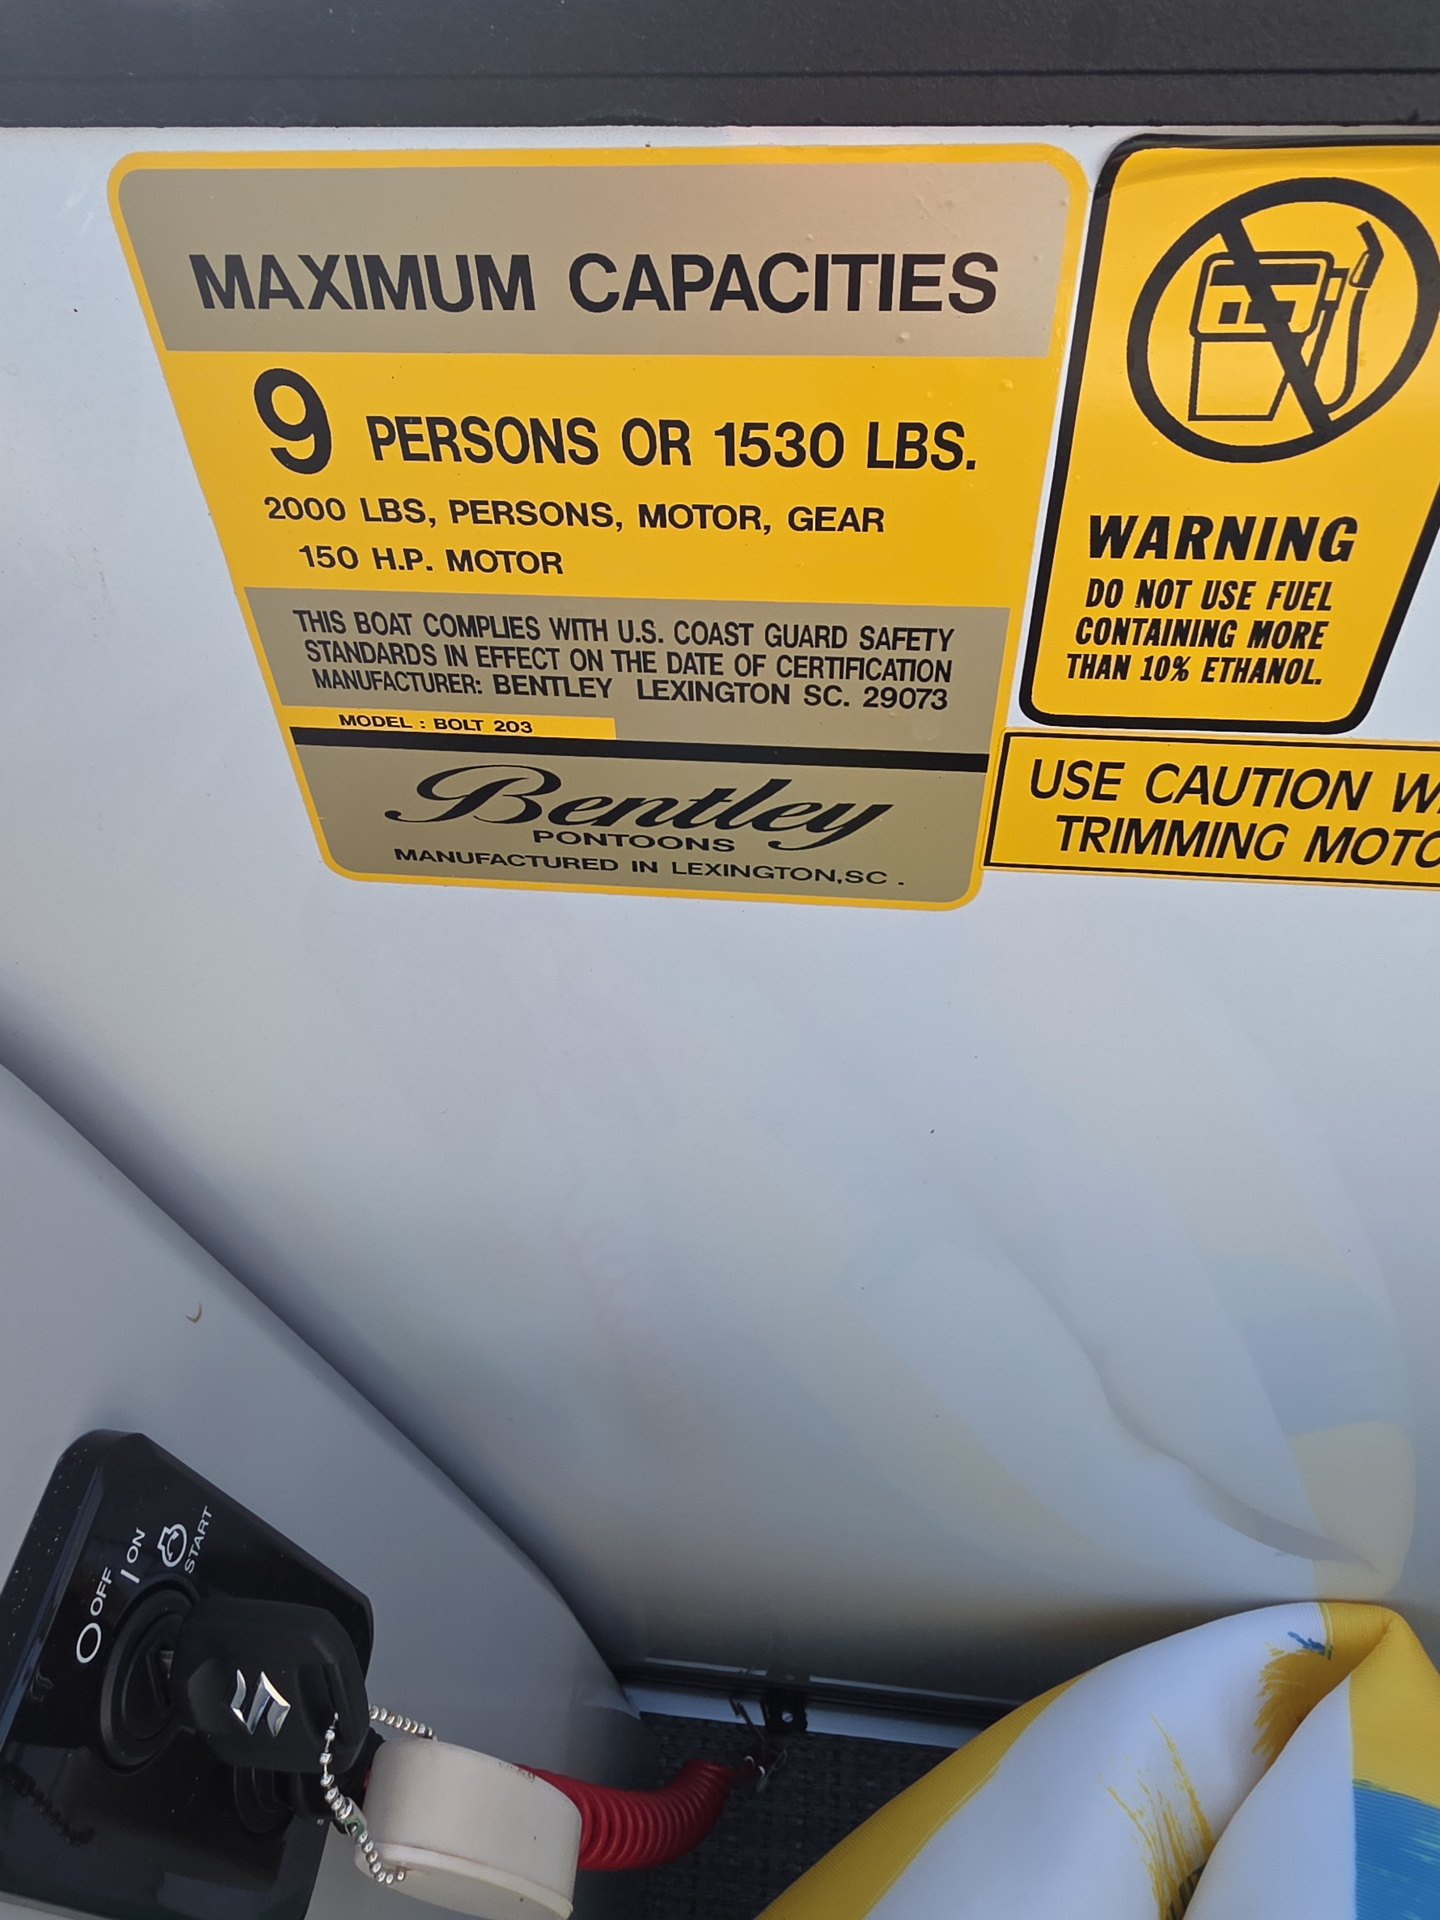 MAXIMUM CAPACITIES
9 PERSONS OR 1530 LBS.
2000 LBS, PERSONS, MOTOR, GEAR
150 H.P. MOTOR
THIS BOAT COMPLIES WITH U.S. COAST GUARD SAFETY
STANDARDS IN EFFECT ON THE DATE OF CERTIFICATION
MANUFACTURER: BENTLEY LEXINGTON SC. 29073
MODEL : BOLT 203
Bentley
PONTOONS
MANUFACTURED IN LEXINGTON,SC .
WARNING
DO NOT USE FUEL
CONTAINING MORE
THAN 10% ETHANOL.
USE CAUTION
TRIMMING
OFF
ON
START